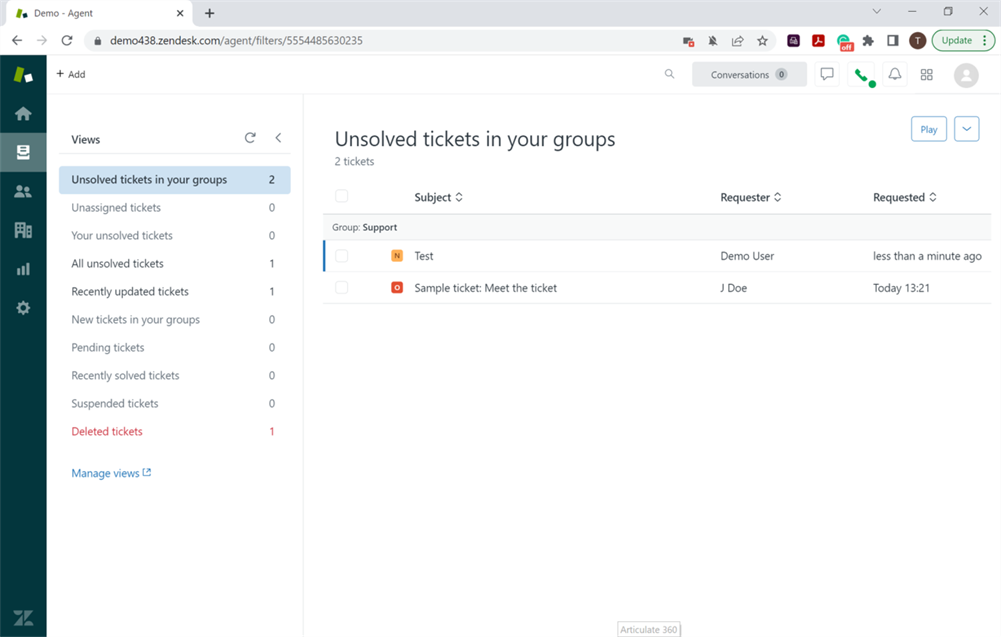 Demo - Agent
demo438.zendesk.com/agent/filters/5554485630235
off
T
Update
+ Add
Conversations 0
Views
Unsolved tickets in your groups 2
Unassigned tickets 0
Your unsolved tickets 0
All unsolved tickets 1
Recently updated tickets 1
New tickets in your groups 0
Pending tickets 0
Recently solved tickets 0
Suspended tickets 0
Deleted tickets 1
Manage views
Unsolved tickets in your groups
Play
2 tickets
Subject Requester Requested
Group: Support
N Test Demo User less than a minute ago
O Sample ticket: Meet the ticket J Doe Today 13:21
Articulate 360